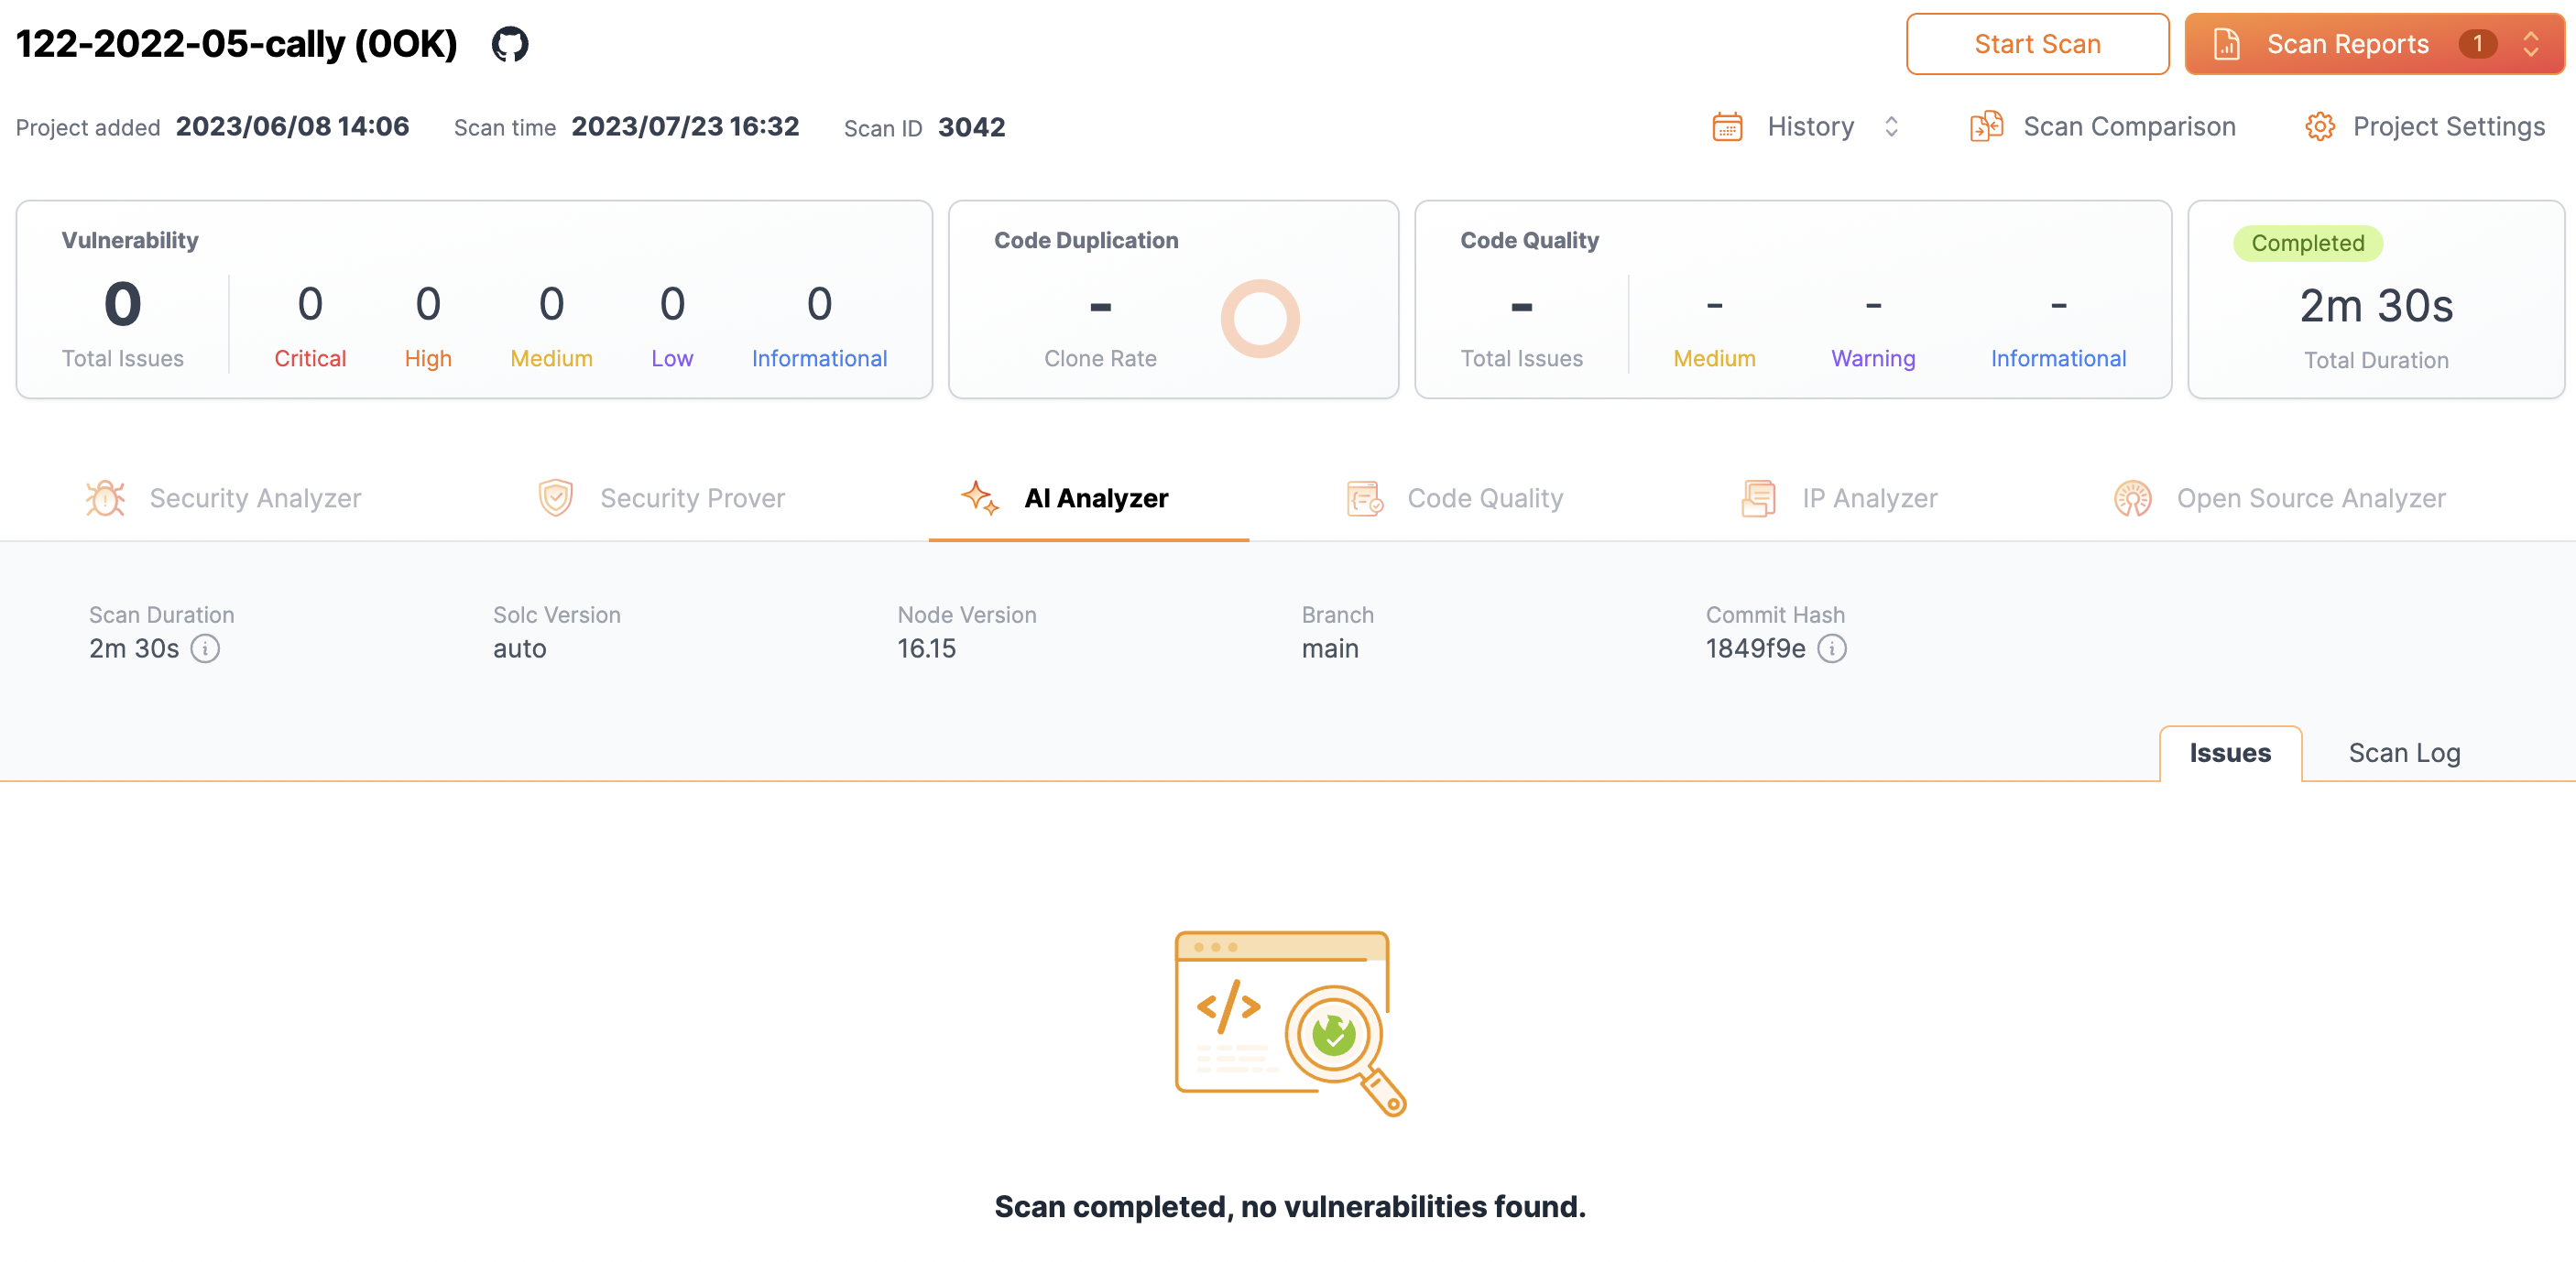 122-2022-05-cally (0OK)
Start Scan
Scan Reports 1
Project added 2023/06/08 14:06 Scan time 2023/07/23 16:32 Scan ID 3042
History Scan Comparison Project Settings
Vulnerability
0 0 0 0 0 0
Total Issues Critical High Medium Low Informational
Code Duplication
-
Clone Rate
Code Quality
- - - -
Total Issues Medium Warning Informational
Completed
2m 30s
Total Duration
Security Analyzer Security Prover AI Analyzer Code Quality IP Analyzer Open Source Analyzer
Scan Duration Solc Version Node Version Branch Commit Hash
2m 30s auto 16.15 main 1849f9e
Issues Scan Log
</>
Scan completed, no vulnerabilities found.